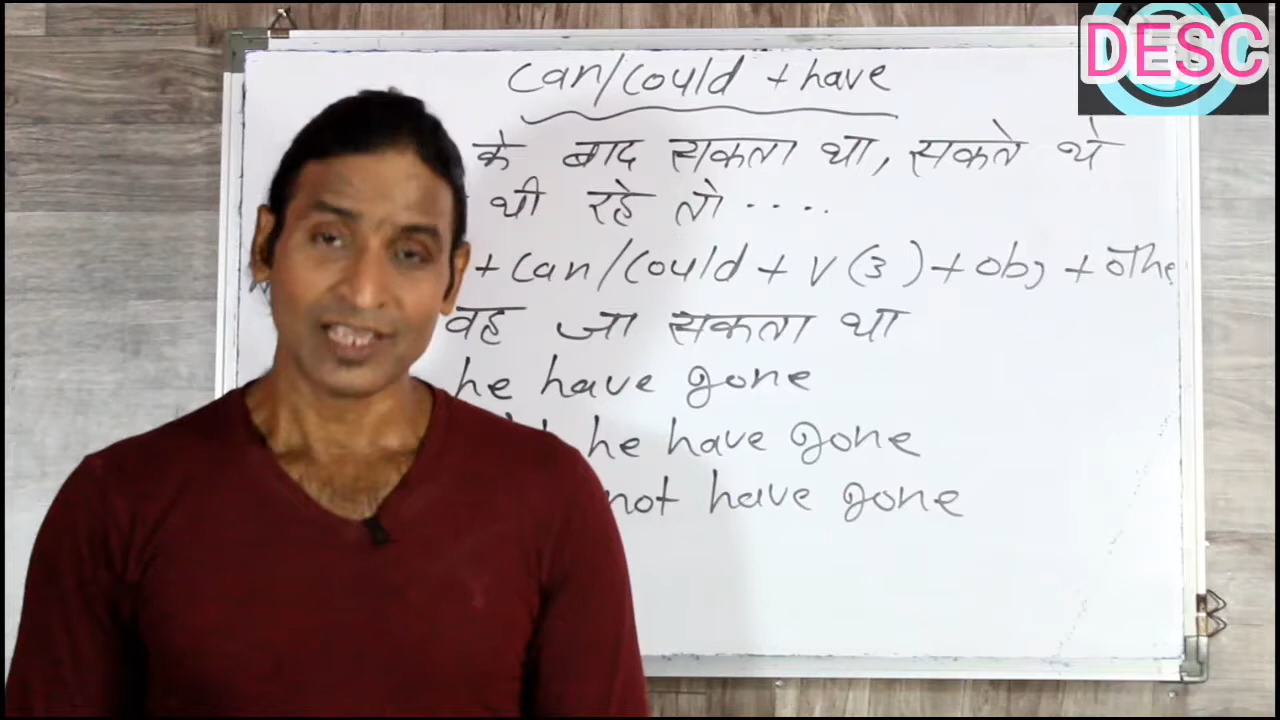 DESC
can/could + have
के बाद सकता था, सकते थे
थी रहे तो ....
+ can/could + v (3) + obj + othe
वह जा सकता था
he have gone
he have gone
not have gone